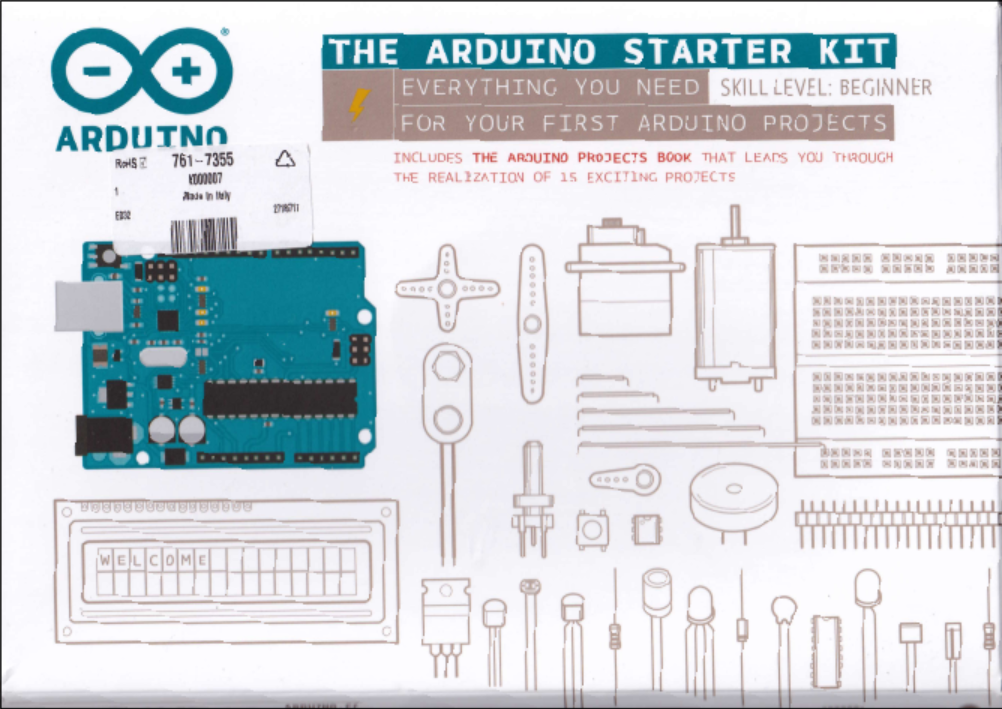 ARDUINO
THE ARDUINO STARTER KIT
EVERYTHING YOU NEED
SKILL LEVEL: BEGINNER
FOR YOUR FIRST ARDUINO PROJECTS
INCLUDES THE ARDUINO PROJECTS BOOK THAT LEADS YOU THROUGH
THE REALIZATION OF 15 EXCITING PROJECTS
RoHS
761-7355
K000007
1
Made in Italy
WELCOME